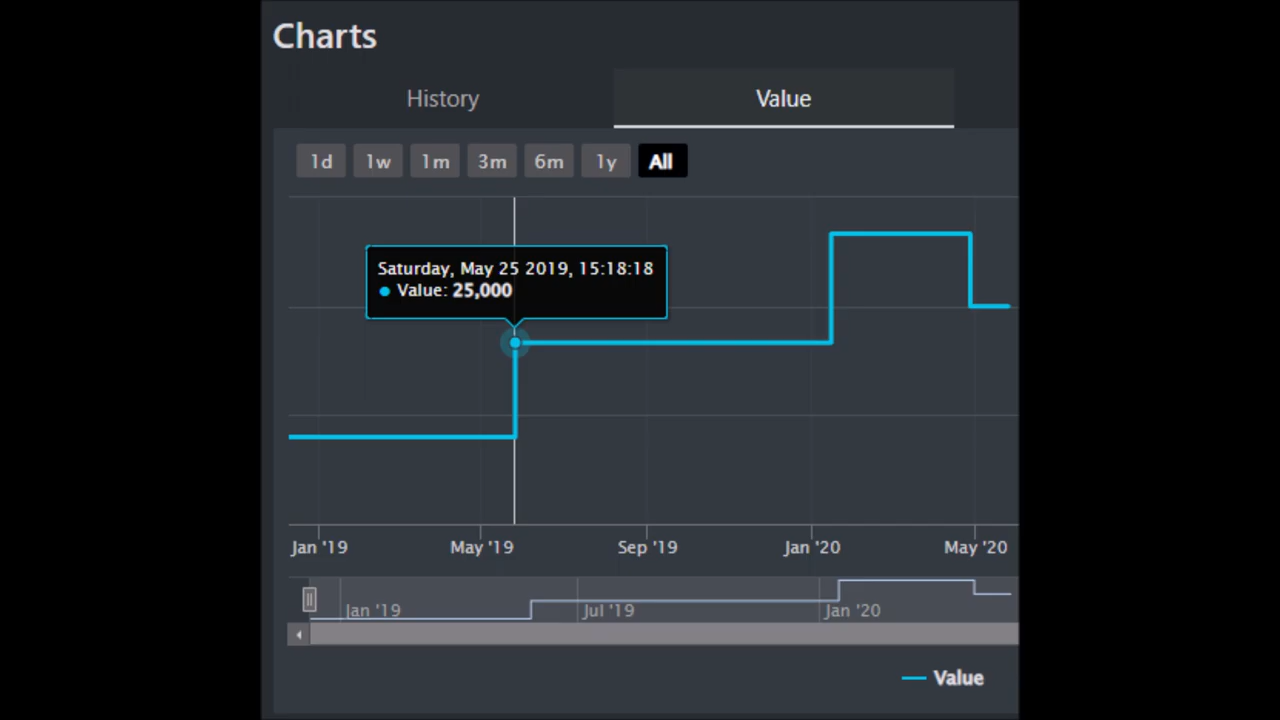 Charts
History Value
1d 1w 1m 3m 6m 1y All
Saturday, May 25 2019, 15:18:18
Value: 25,000
Jan '19 May '19 Sep '19 Jan '20 May '20
Jan '19 Jul '19 Jan '20
Value